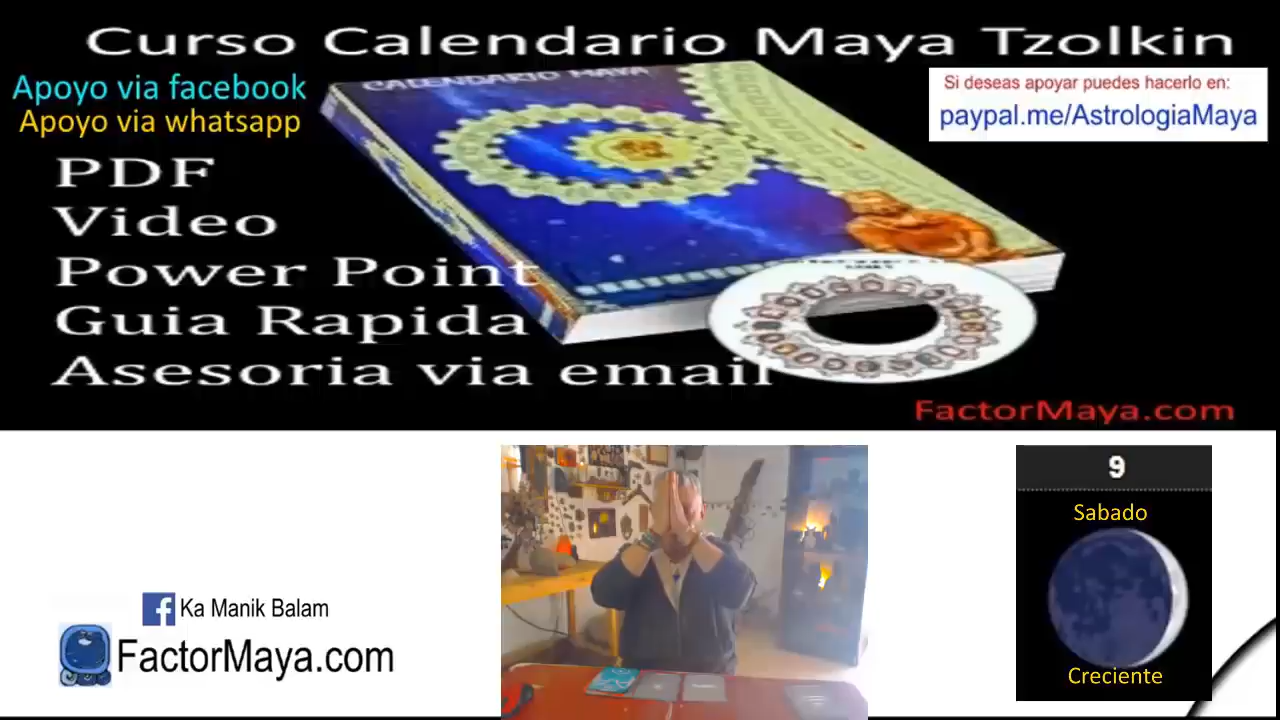 Curso Calendario Maya Tzolkin
Apoyo via facebook
Apoyo via whatsapp
CALENDARIO MAYA
Si deseas apoyar puedes hacerlo en:
paypal.me/AstrologiaMaya
PDF
Video
Power Point
Guia Rapida
Asesoria via email
FactorMaya.com
9
Sabado
Creciente
f Ka Manik Balam
FactorMaya.com